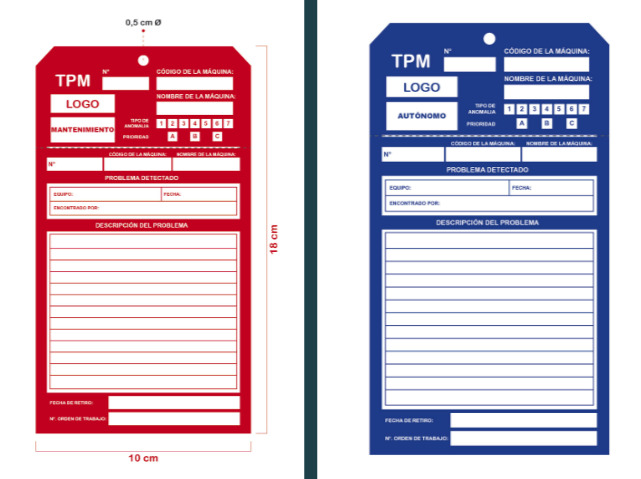 0,5 cm Ø
TPM
N°
CÓDIGO DE LA MÁQUINA:
LOGO
NOMBRE DE LA MÁQUINA:
MANTENIMIENTO
TIPO DE ANOMALIA
1 2 3 4 5 6 7
PRIORIDAD
A B C
N°
CÓDIGO DE LA MÁQUINA:
NOMBRE DE LA MÁQUINA:
PROBLEMA DETECTADO
EQUIPO:
FECHA:
ENCONTRADO POR:
DESCRIPCIÓN DEL PROBLEMA
FECHA DE RETIRO:
N°. ORDEN DE TRABAJO:
10 cm
18 cm
TPM
N°
CÓDIGO DE LA MÁQUINA:
LOGO
NOMBRE DE LA MÁQUINA:
AUTÓNOMO
TIPO DE ANOMALIA
1 2 3 4 5 6 7
PRIORIDAD
A B C
N°
CÓDIGO DE LA MÁQUINA:
NOMBRE DE LA MÁQUINA:
PROBLEMA DETECTADO
EQUIPO:
FECHA:
ENCONTRADO POR:
DESCRIPCIÓN DEL PROBLEMA
FECHA DE RETIRO:
N°. ORDEN DE TRABAJO: